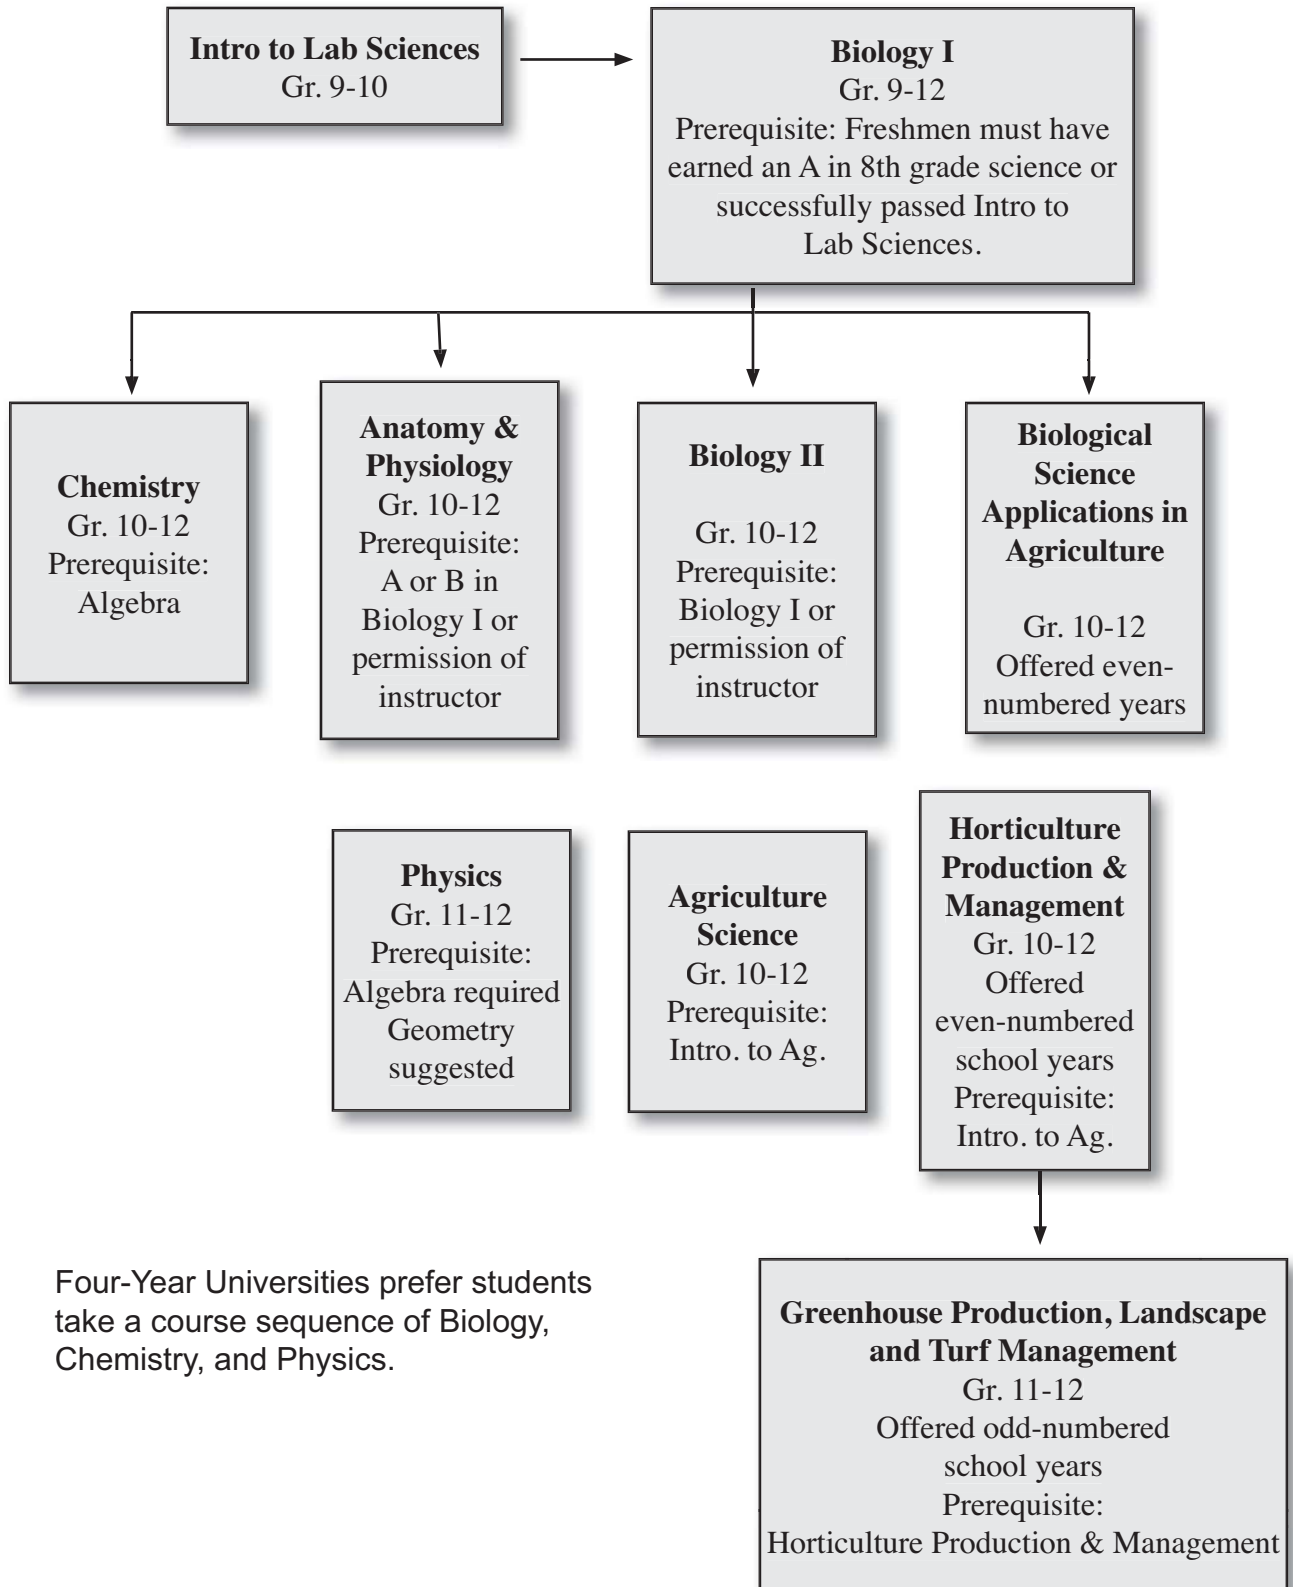 Intro to Lab Sciences
Gr. 9-10
Biology I
Gr. 9-12
Prerequisite: Freshmen must have
earned an A in 8th grade science or
successfully passed Intro to
Lab Sciences.
Chemistry
Gr. 10-12
Prerequisite:
Algebra
Anatomy &
Physiology
Gr. 10-12
Prerequisite:
A or B in
Biology I or
permission of
instructor
Biology II
Gr. 10-12
Prerequisite:
Biology I or
permission of
instructor
Biological
Science
Applications in
Agriculture
Gr. 10-12
Offered even-
numbered years
Physics
Gr. 11-12
Prerequisite:
Algebra required
Geometry
suggested
Agriculture
Science
Gr. 10-12
Prerequisite:
Intro. to Ag.
Horticulture
Production &
Management
Gr. 10-12
Offered
even-numbered
school years
Prerequisite:
Intro. to Ag.
Four-Year Universities prefer students
take a course sequence of Biology,
Chemistry, and Physics.
Greenhouse Production, Landscape
and Turf Management
Gr. 11-12
Offered odd-numbered
school years
Prerequisite:
Horticulture Production & Management